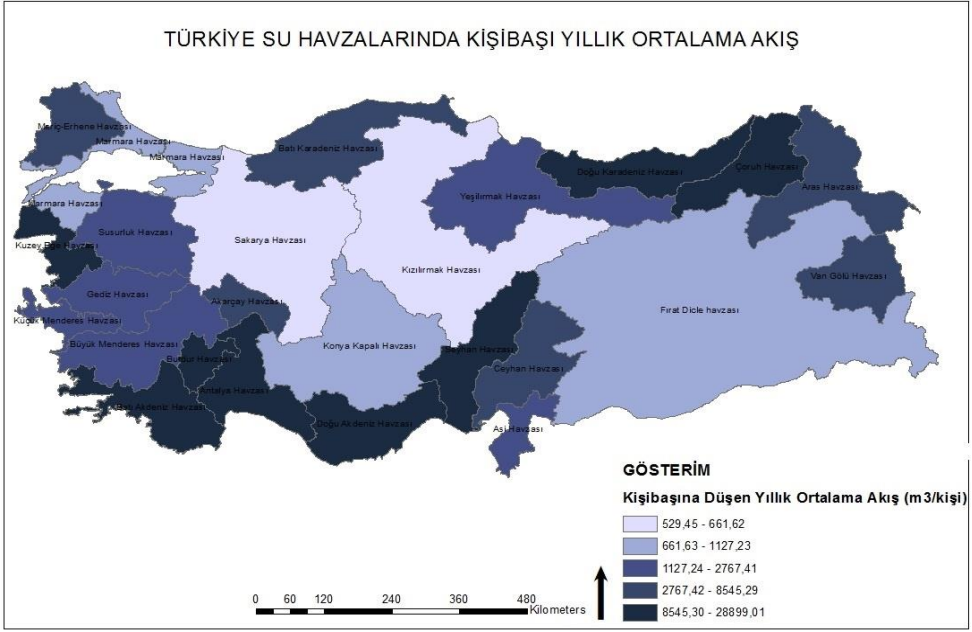 TÜRKİYE SU HAVZALARINDA KİŞİBAŞI YILLIK ORTALAMA AKIŞ
Meriç-Erhene Havzası
Marmara Havzası
Marmara Havzası
Batı Karadeniz Havzası
Doğu Karadeniz Havzası
Çoruh Havzası
Aras Havzası
Yeşilırmak Havzası
Marmara Havzası
Susurluk Havzası
Sakarya Havzası
Kuzey Ege Havzası
Kızılırmak Havzası
Van Gölü Havzası
Gediz Havzası
Akarçay Havzası
Fırat Dicle havzası
Küçük Menderes Havzası
Büyük Menderes Havzası
Konya Kapalı Havzası
Seyhan Havzası
Burdur Havzası
Ceyhan Havzası
Antalya Havzası
Batı Akdeniz Havzası
Doğu Akdeniz Havzası
Asi Havzası
GÖSTERİM
Kişibaşına Düşen Yıllık Ortalama Akış (m3/kişi)
529,45 - 661,62
661,63 - 1127,23
1127,24 - 2767,41
2767,42 - 8545,29
8545,30 - 28899,01
0 60 120 240 360 480
Kilometers